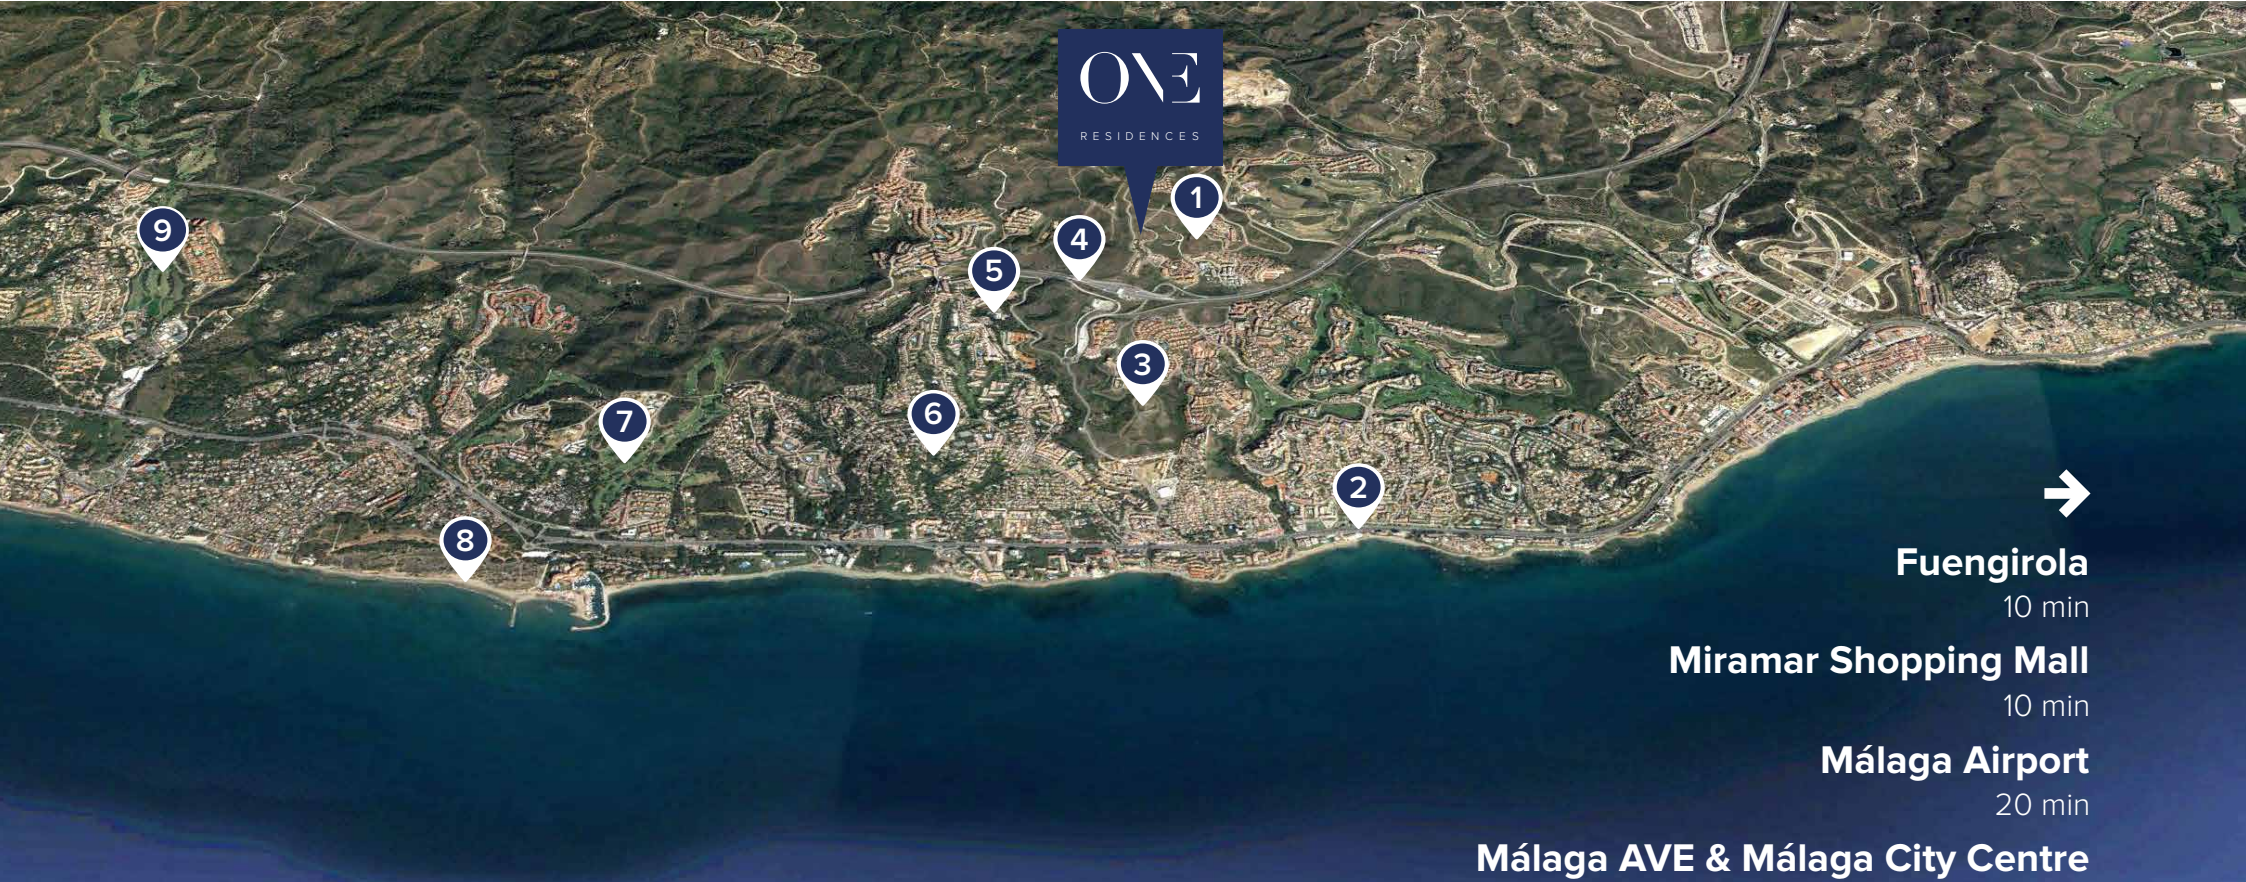 ONE
RESIDENCES
1
9
4
5
3
6
7
2
8
Fuengirola
10 min
Miramar Shopping Mall
10 min
Málaga Airport
20 min
Málaga AVE & Málaga City Centre